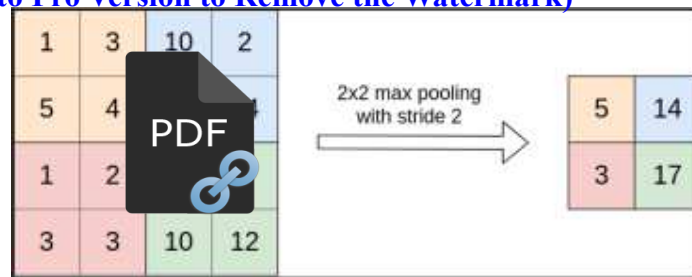 to Pro Version to Remove the Watermark)
1 3 10 2
5 4 4
1 2
3 3 10 12
PDF
2x2 max pooling
with stride 2
5 14
3 17